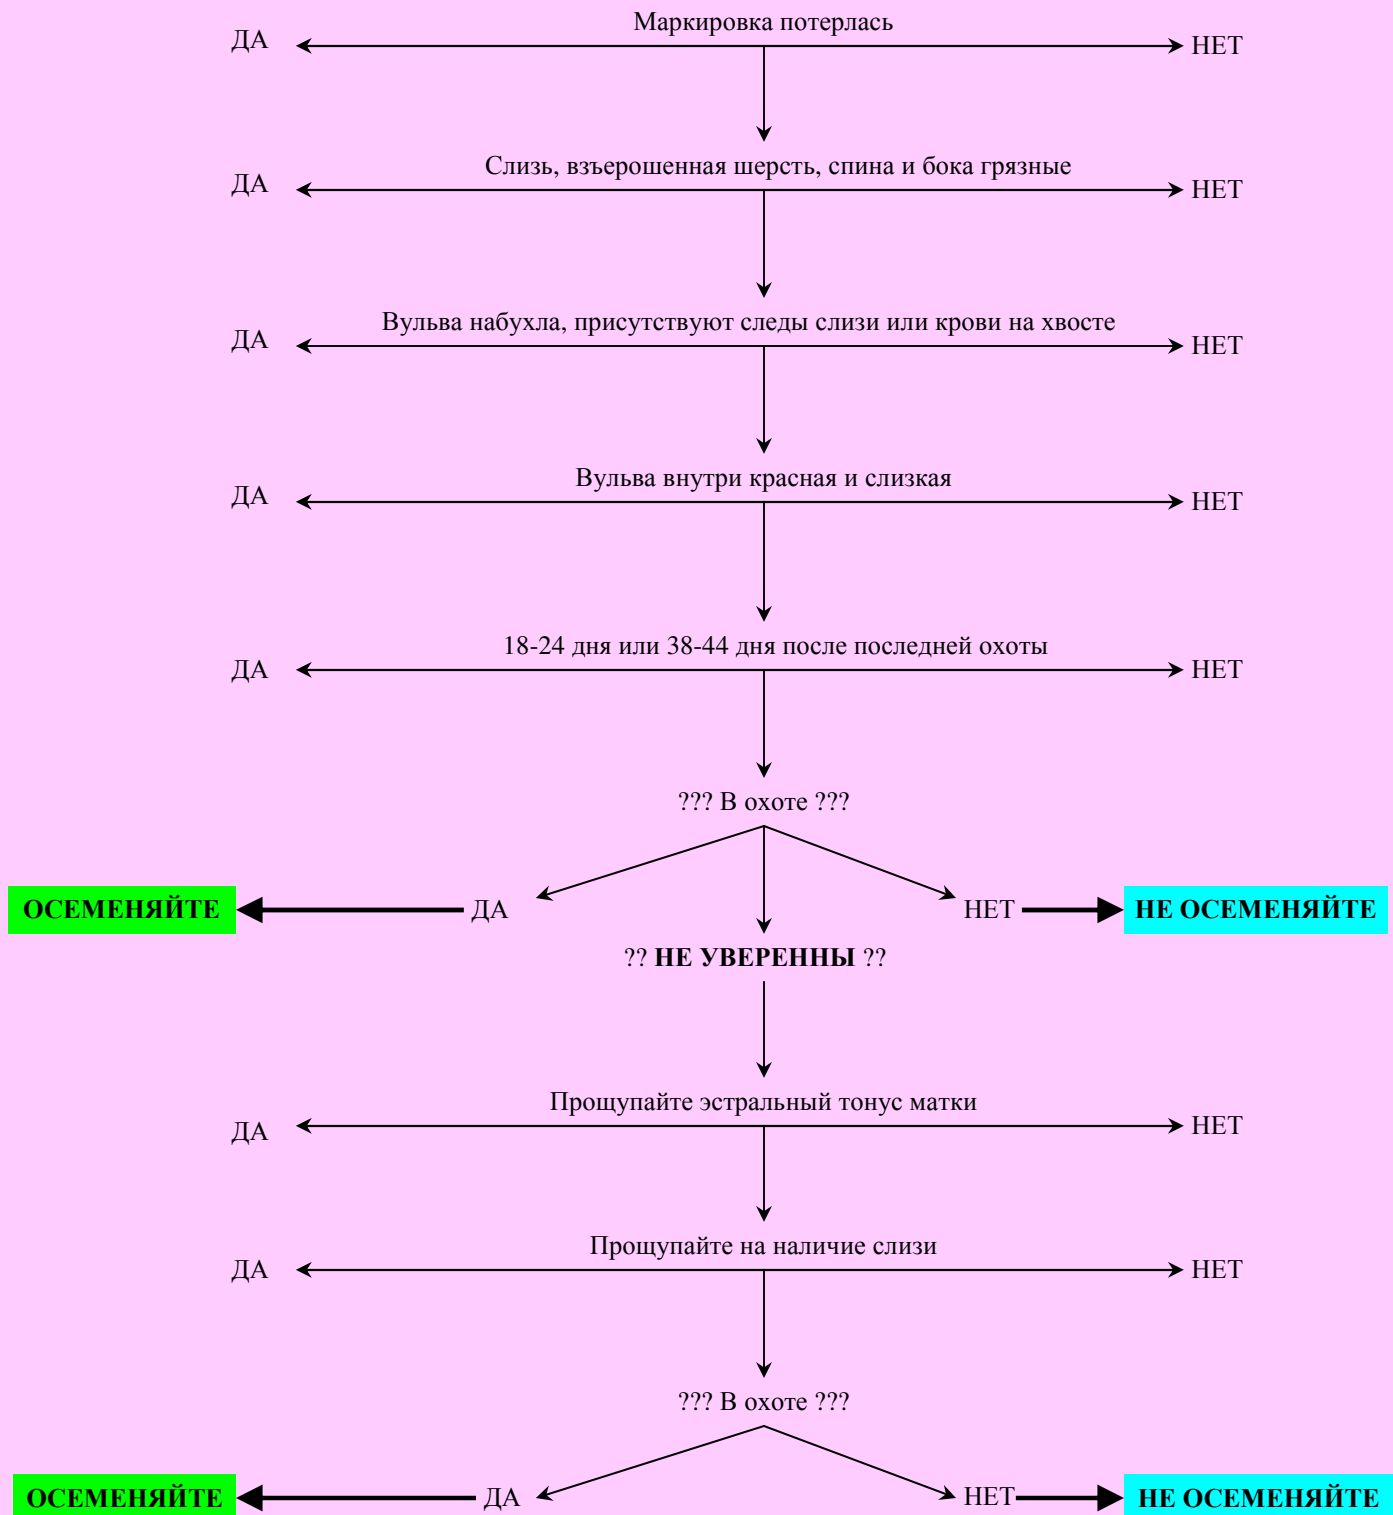 Маркировка потерлась
ДА НЕТ
Слизь, взъерошенная шерсть, спина и бока грязные
ДА НЕТ
Вульва набухла, присутствуют следы слизи или крови на хвосте
ДА НЕТ
Вульва внутри красная и слизкая
ДА НЕТ
18-24 дня или 38-44 дня после последней охоты
ДА НЕТ
??? В охоте ???
ОСЕМЕНЯЙТЕ ДА НЕТ НЕ ОСЕМЕНЯЙТЕ
?? НЕ УВЕРЕННЫ ??
Прощупайте эстральный тонус матки
ДА НЕТ
Прощупайте на наличие слизи
ДА НЕТ
??? В охоте ???
ОСЕМЕНЯЙТЕ ДА НЕТ НЕ ОСЕМЕНЯЙТЕ